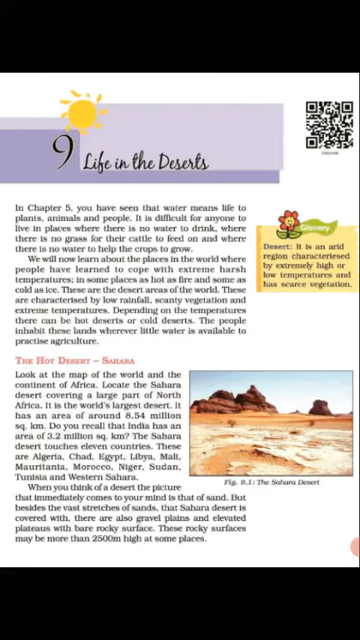 9 Life in the Deserts
In Chapter 5, you have seen that water means life to
plants, animals and people. It is difficult for anyone to
live in places where there is no water to drink, where
there is no grass for their cattle to feed on and where
there is no water to help the crops to grow.
We will now learn about the places in the world where
people have learned to cope with extreme harsh
temperatures; in some places as hot as fire and some as
cold as ice. These are the desert areas of the world. These
are characterised by low rainfall, scanty vegetation and
extreme temperatures. Depending on the temperatures
there can be hot deserts or cold deserts. The people
inhabit these lands wherever little water is available to
practise agriculture.
Glossary
Desert: It is an arid
region characterised
by extremely high or
low temperatures and
has scarce vegetation.
THE HOT DESERT – SAHARA
Look at the map of the world and the
continent of Africa. Locate the Sahara
desert covering a large part of North
Africa. It is the world's largest desert. It
has an area of around 8.54 million
sq. km. Do you recall that India has an
area of 3.2 million sq. km? The Sahara
desert touches eleven countries. These
are Algeria, Chad, Egypt, Libya, Mali,
Mauritania, Morocco, Niger, Sudan,
Tunisia and Western Sahara.
Fig. 9.1: The Sahara Desert
When you think of a desert the picture
that immediately comes to your mind is that of sand. But
besides the vast stretches of sands, that Sahara desert is
covered with, there are also gravel plains and elevated
plateaus with bare rocky surface. These rocky surfaces
may be more than 2500m high at some places.